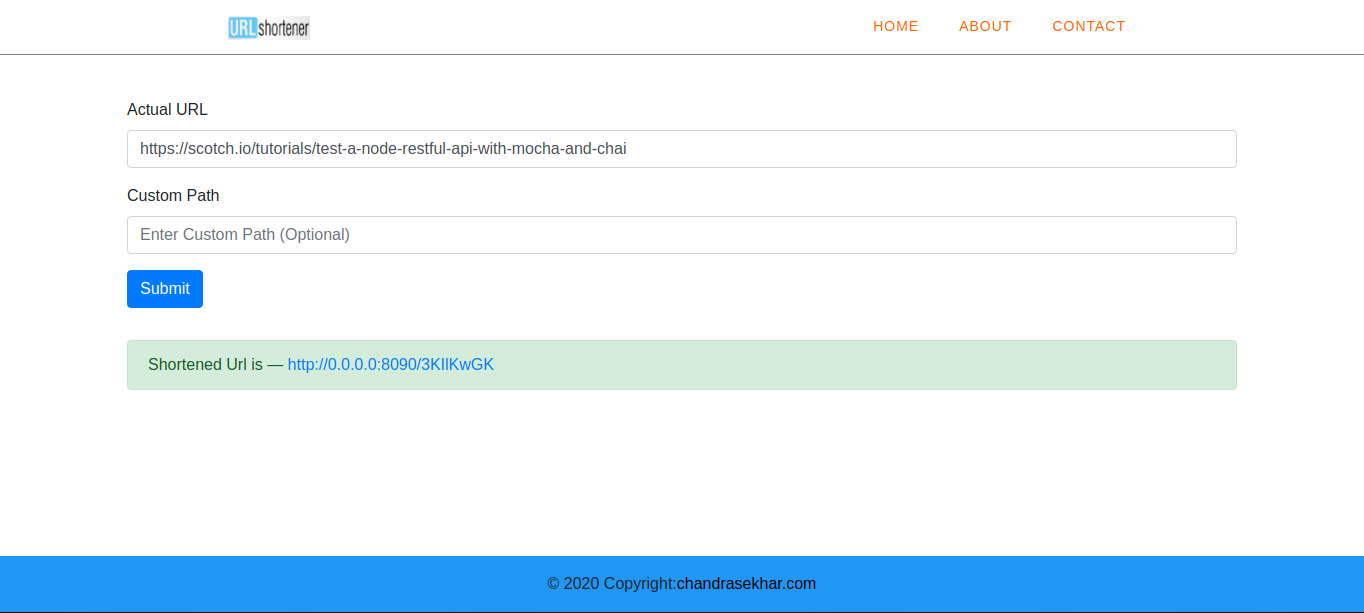 URLshortener HOME ABOUT CONTACT
Actual URL
https://scotch.io/tutorials/test-a-node-restful-api-with-mocha-and-chai
Custom Path
Enter Custom Path (Optional)
Submit
Shortened Url is — http://0.0.0.0:8090/3KIlKwGK
© 2020 Copyright:chandrasekhar.com